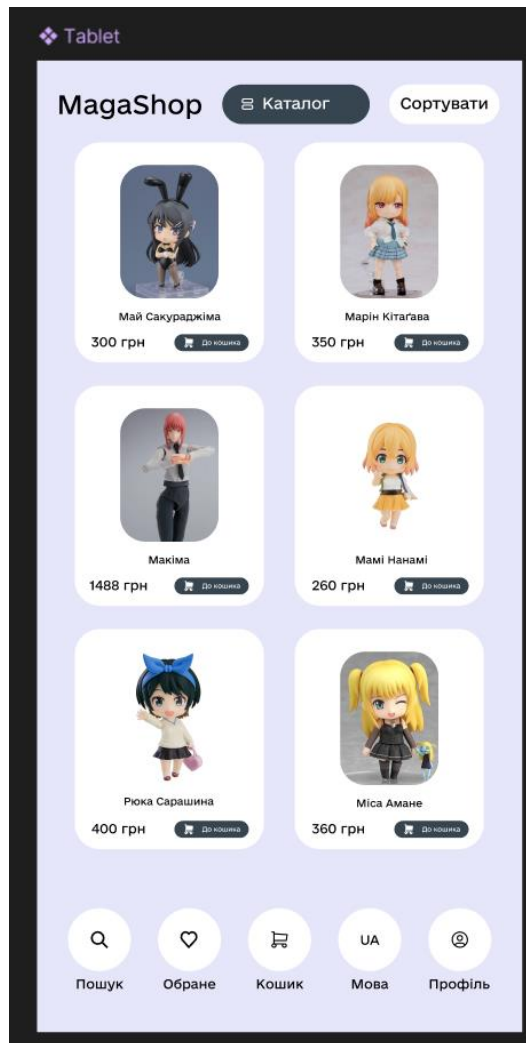 Tablet
MagaShop
Каталог
Сортувати
Май Сакураджіма
Марін Кітаґава
300 грн
До кошика
350 грн
До кошика
Макіма
Мамі Нанамі
1488 грн
До кошика
260 грн
До кошика
Рюка Сарашина
Міса Амане
400 грн
До кошика
360 грн
До кошика
UA
Пошук
Обране
Кошик
Мова
Профіль